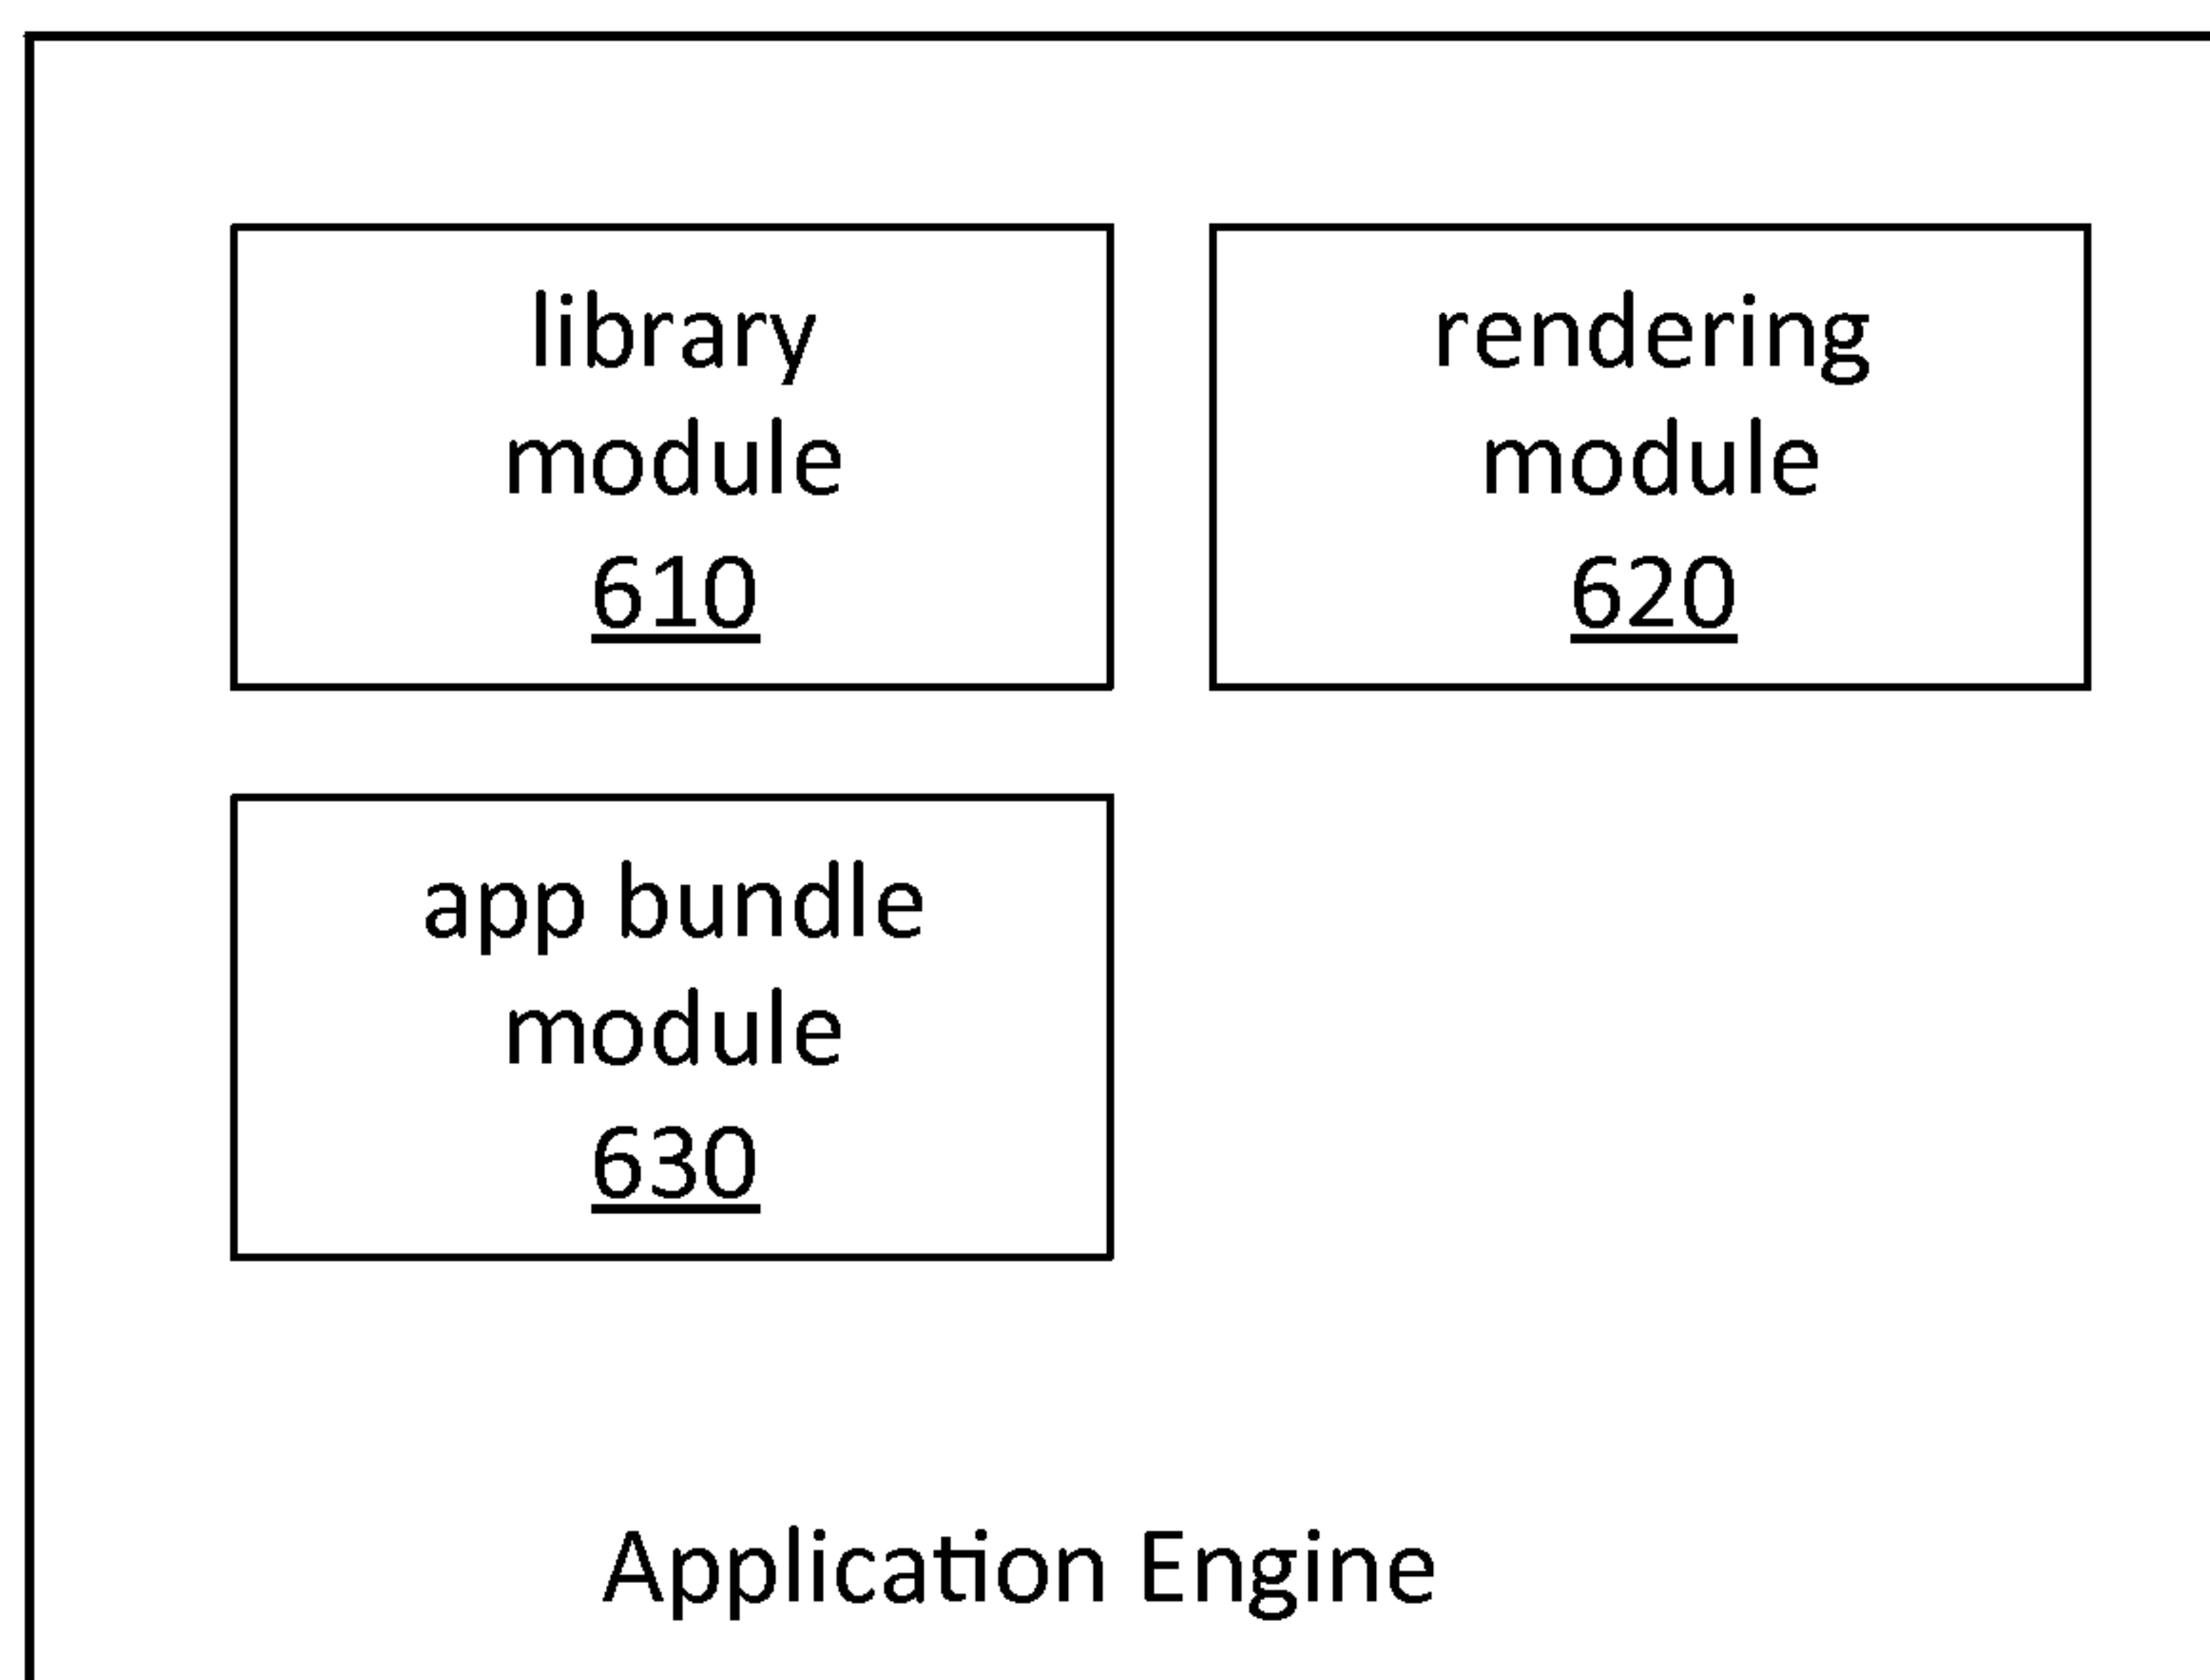 library
module
610
rendering
module
620
app bundle
module
630
Application Engine